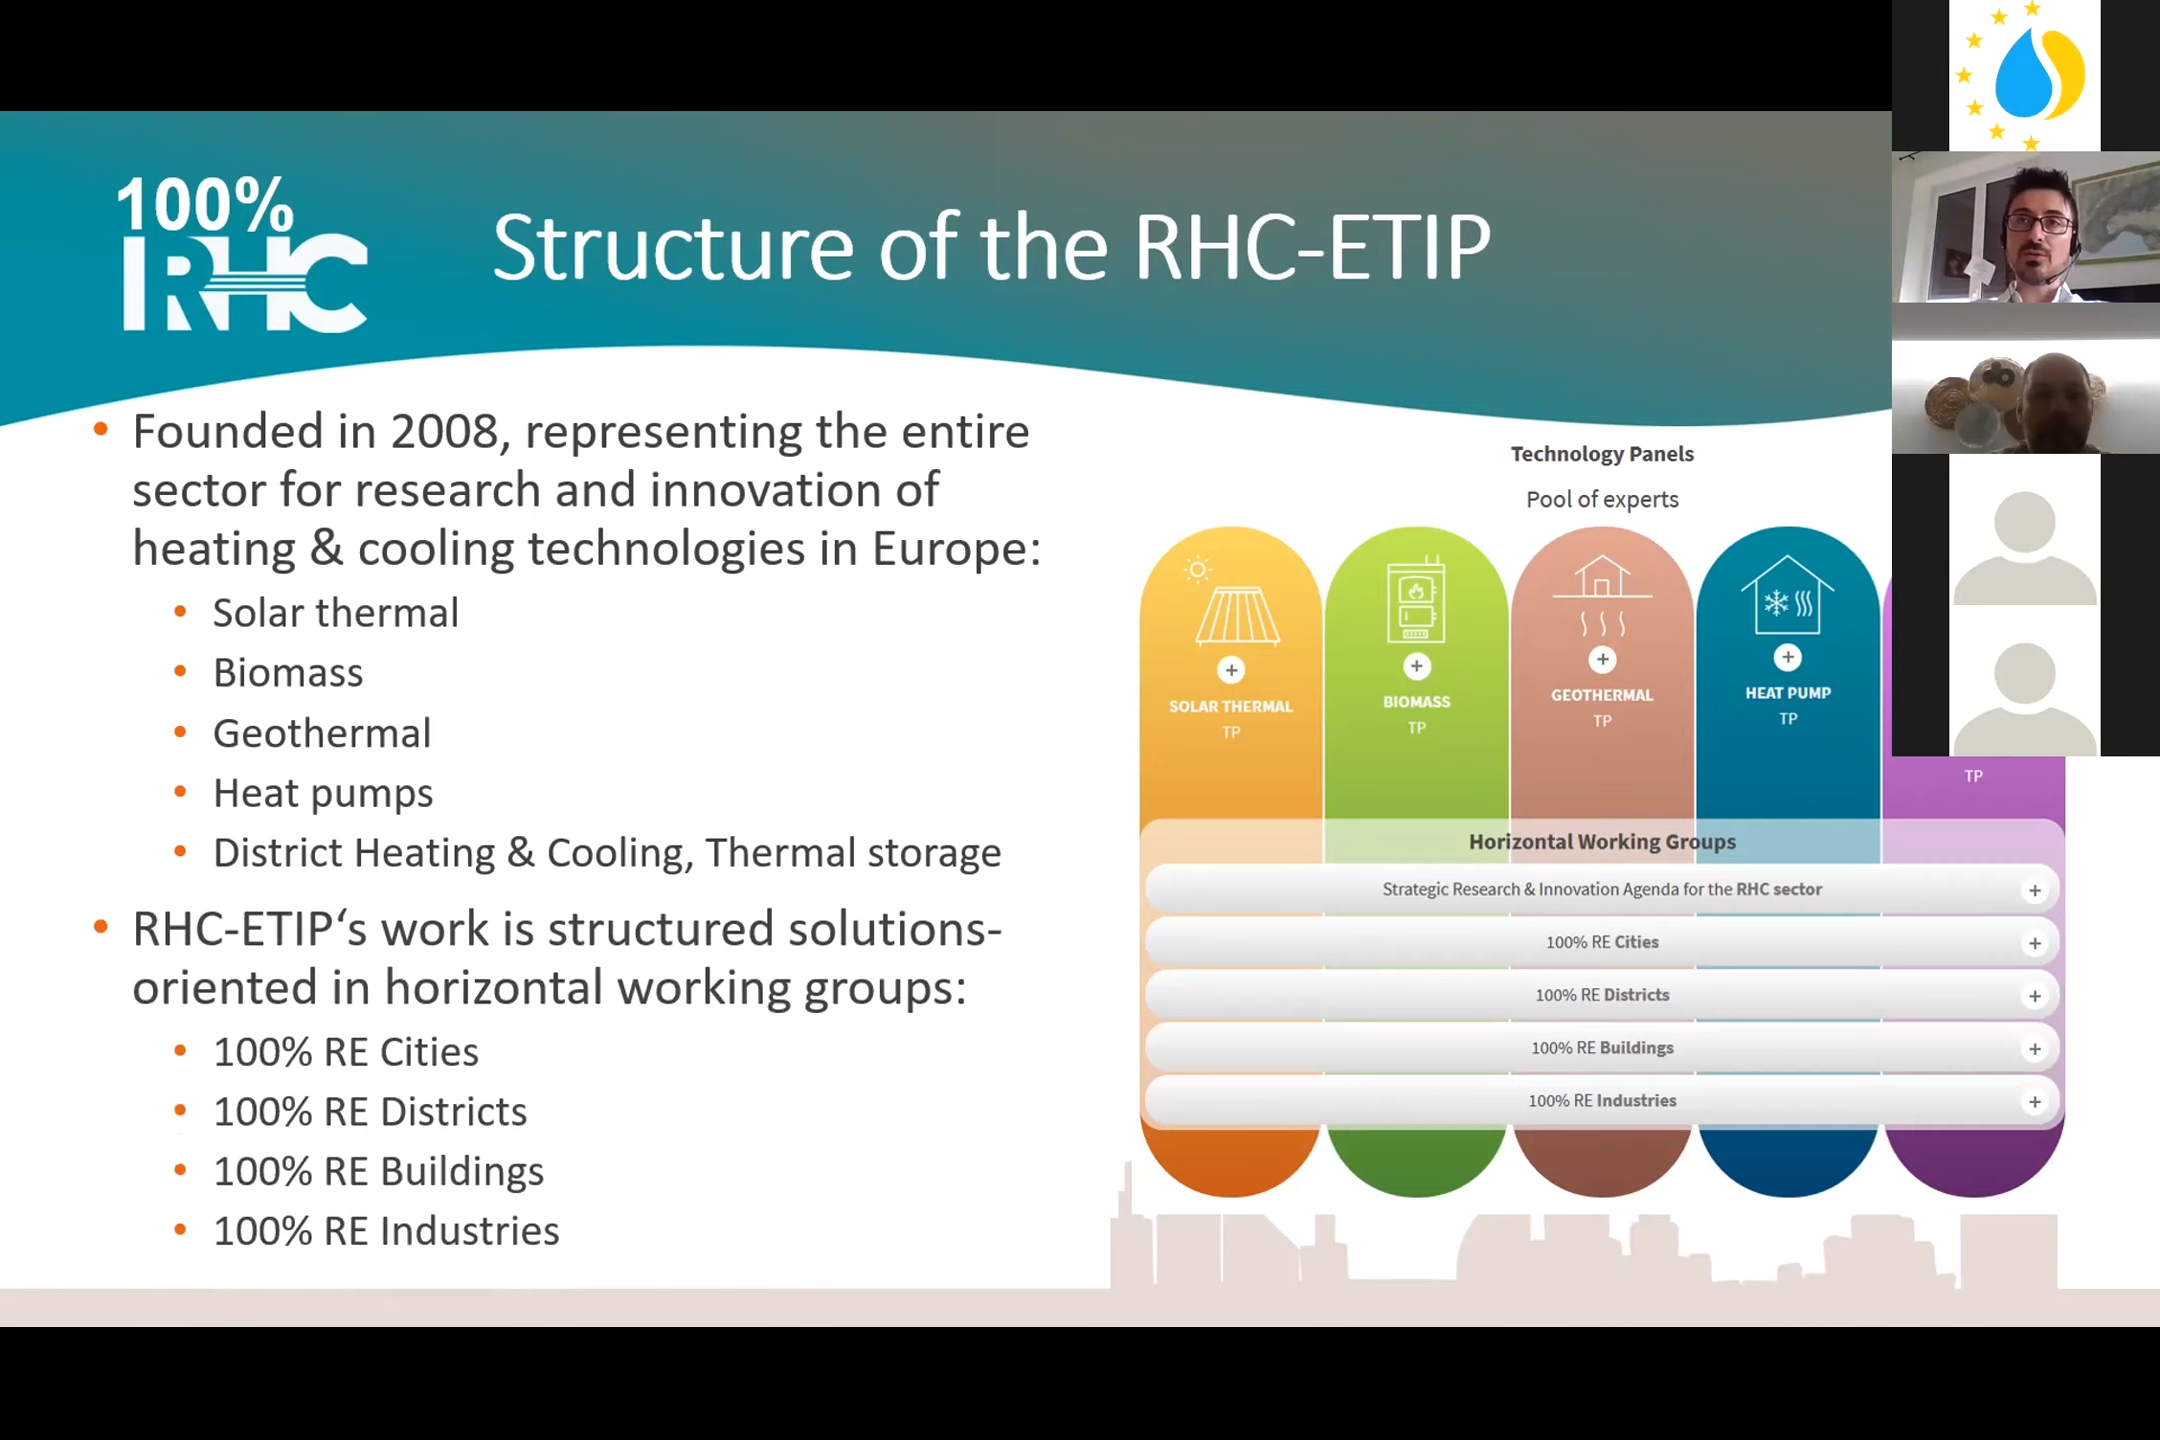 100%
RHC
Structure of the RHC-ETIP
• Founded in 2008, representing the entire
sector for research and innovation of
heating & cooling technologies in Europe:
• Solar thermal
• Biomass
• Geothermal
• Heat pumps
• District Heating & Cooling, Thermal storage
• RHC-ETIP‘s work is structured solutions-
oriented in horizontal working groups:
• 100% RE Cities
• 100% RE Districts
• 100% RE Buildings
• 100% RE Industries
Technology Panels
Pool of experts
SOLAR THERMAL
TP
BIOMASS
TP
GEOTHERMAL
TP
HEAT PUMP
TP
TP
Horizontal Working Groups
Strategic Research & Innovation Agenda for the RHC sector
100% RE Cities
100% RE Districts
100% RE Buildings
100% RE Industries